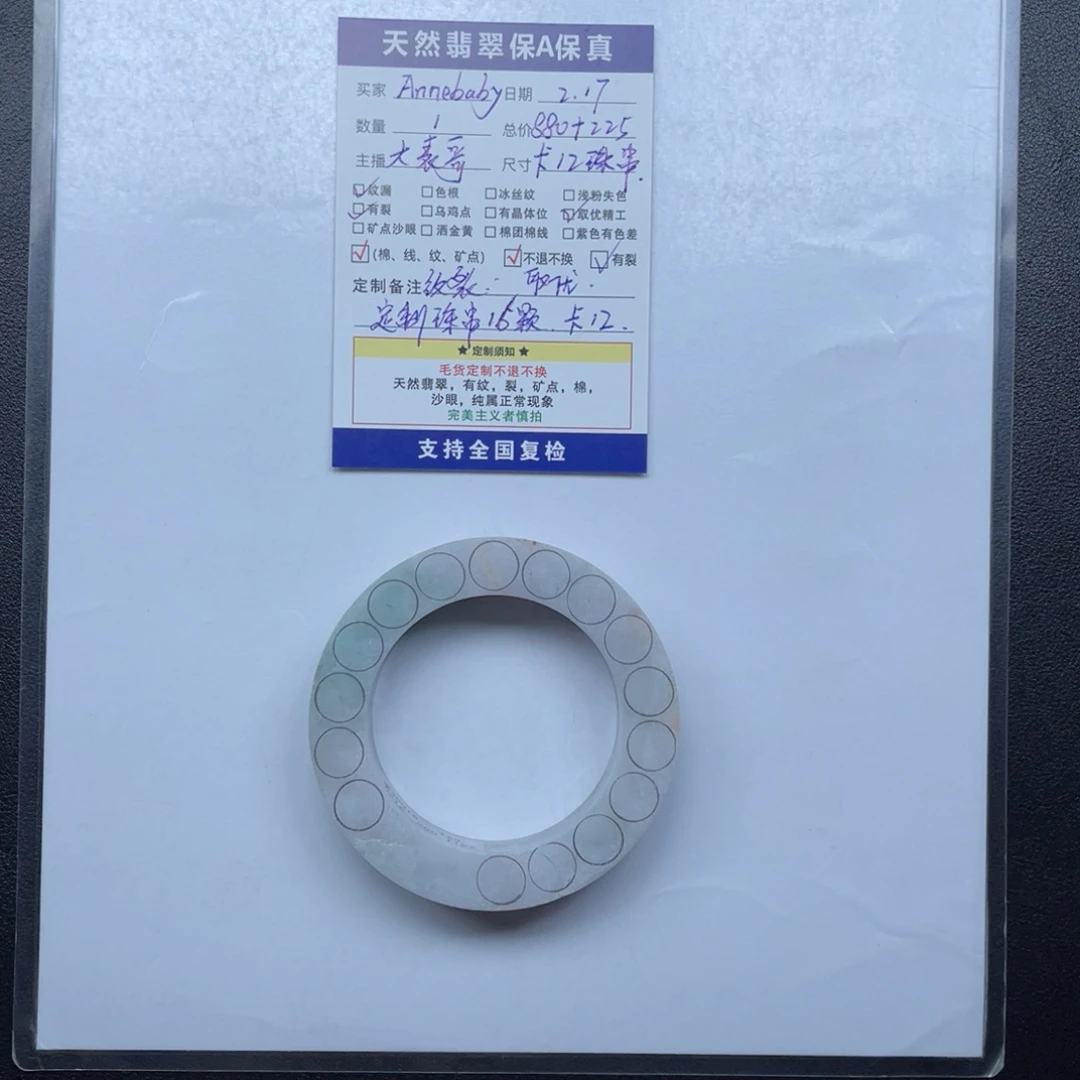 天然翡翠保A保真
买家 Annebaby 日期 2.17
数量 1 总价 880+225
主播 大表哥 尺寸 卡12珠串.
纹漏 色根 冰丝纹 浅粉失色
有裂 乌鸡点 有晶体位 取优精工
矿点沙眼 洒金黄 棉团棉线 紫色有色差
(棉、线、纹、矿点) 不退不换 有裂
定制备注 纹裂. 取优.
定制珠串15颗. 卡12.
★ 定制须知 ★
毛货定制不退不换
天然翡翠，有纹，裂，矿点，棉，
沙眼，纯属正常现象
完美主义者慎拍
支持全国复检